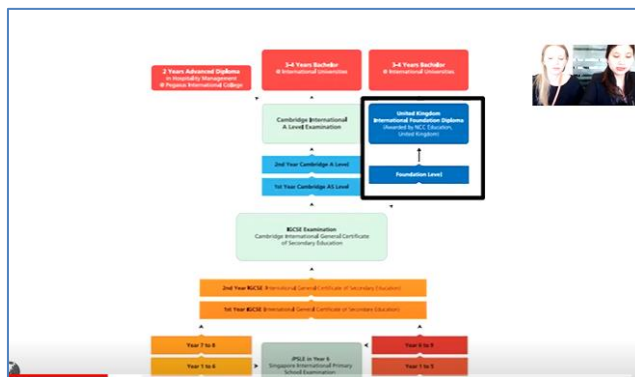 2 Years Advanced Diploma
in Hospitality Management
@ Pegasus International College
3-4 Years Bachelor
@ International Universities
3-4 Years Bachelor
@ International Universities
Cambridge International
A Level Examination
United Kingdom
International Foundation Diploma
(Awarded by NCC Education,
United Kingdom)
2nd Year Cambridge A Level
1st Year Cambridge AS Level
Foundation Level
IGCSE Examination
Cambridge International General Certificate
of Secondary Education
2nd Year IGCSE (International General Certificate of Secondary Education)
1st Year IGCSE (International General Certificate of Secondary Education)
Year 7 to 8
Year 6 to 9
iPSLE in Year 6
Singapore International Primary
School Examination
Year 1 to 6
Year 1 to 5